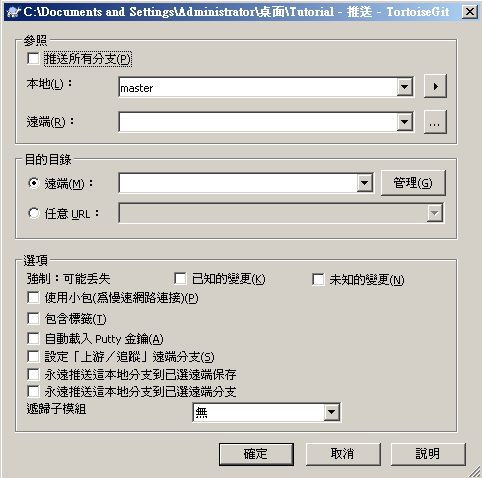 C:\Documents and Settings\Administrator\桌面\Tutorial - 推送 - TortoiseGit
參照
推送所有分支(P)
本地(L)：
master
遠端(R)：
...
目的目錄
遠端(M)：
管理(G)
任意 URL：
選項
強制：可能丟失 已知的變更(K) 未知的變更(N)
使用小包(為慢速網路連接)(P)
包含標籤(T)
自動載入 Putty 金鑰(A)
設定「上游／追蹤」遠端分支(S)
永遠推送這本地分支到已選遠端保存
永遠推送這本地分支到已選遠端分支
遞歸子模組 無
確定 取消 說明